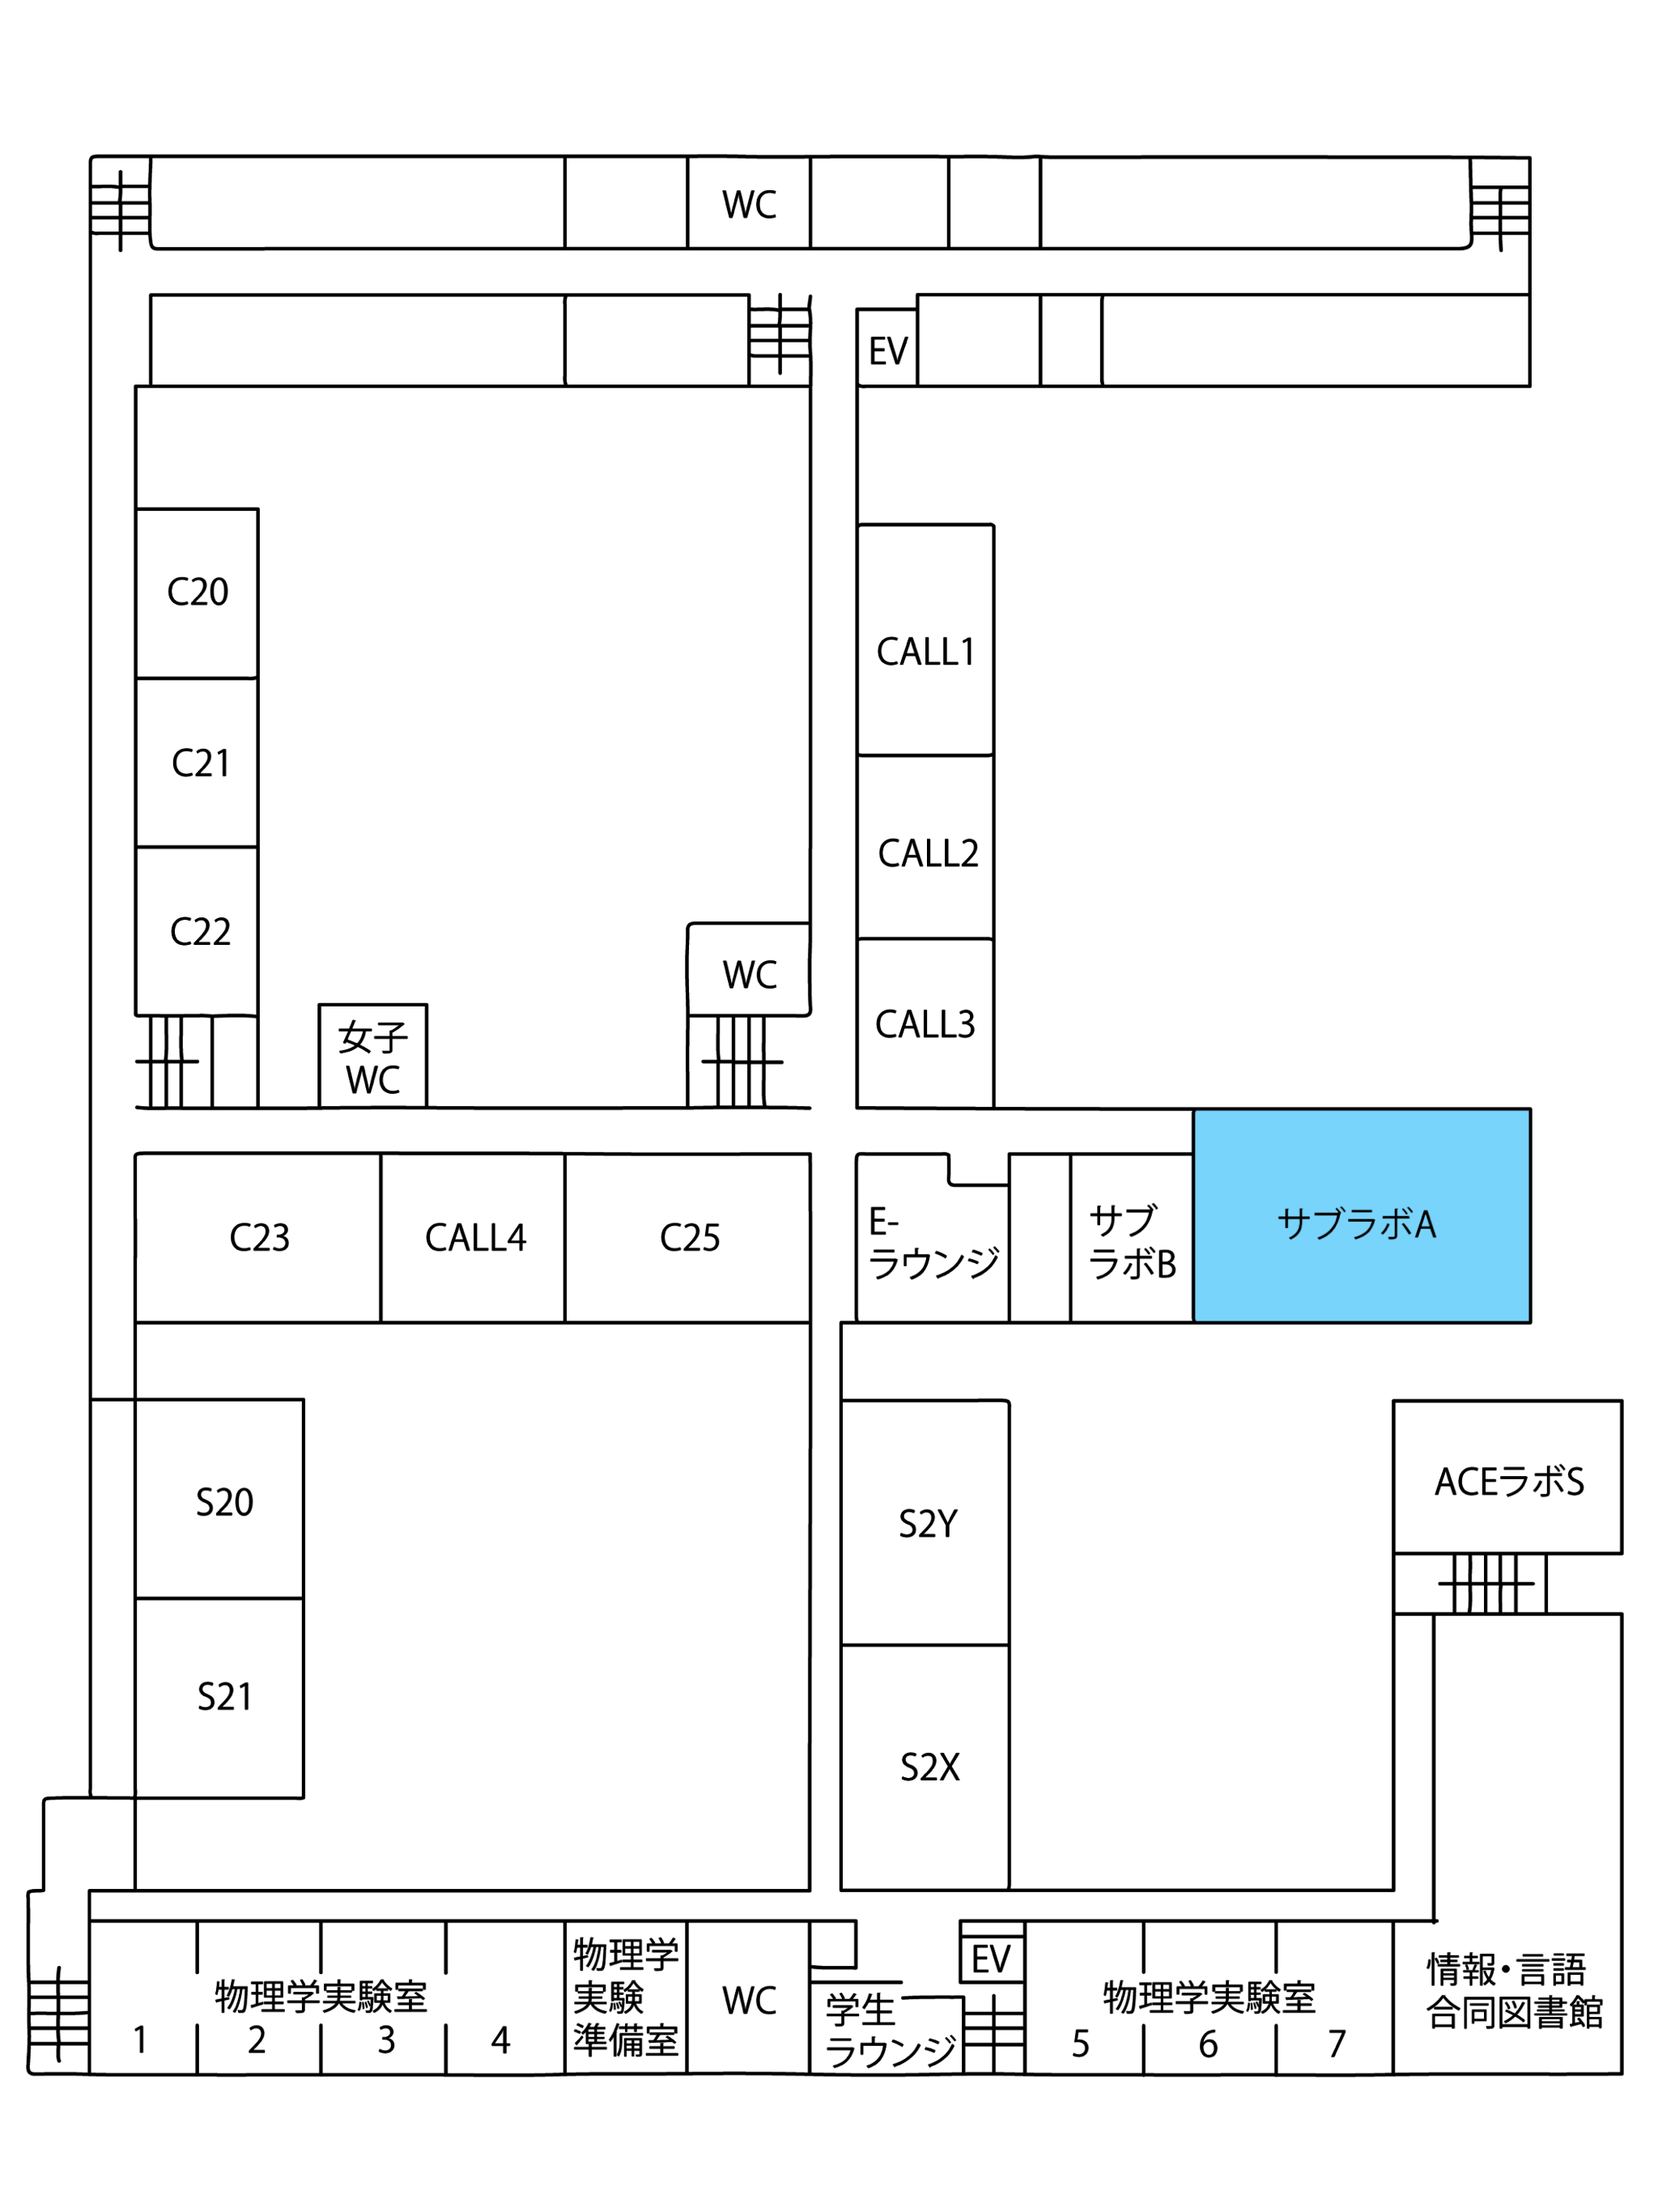 WC
EV
C20
CALL1
C21
CALL2
C22
WC
CALL3
女子
WC
C23
CALL4
C25
E-
ラウンジ
サブ
ラボB
サブラボA
S20
S2Y
ACEラボS
S21
S2X
物理学実験室
1
2
3
4
物理学
実験
準備室
WC
学生
ラウンジ
EV
物理学実験室
5
6
7
情報・言語
合同図書館